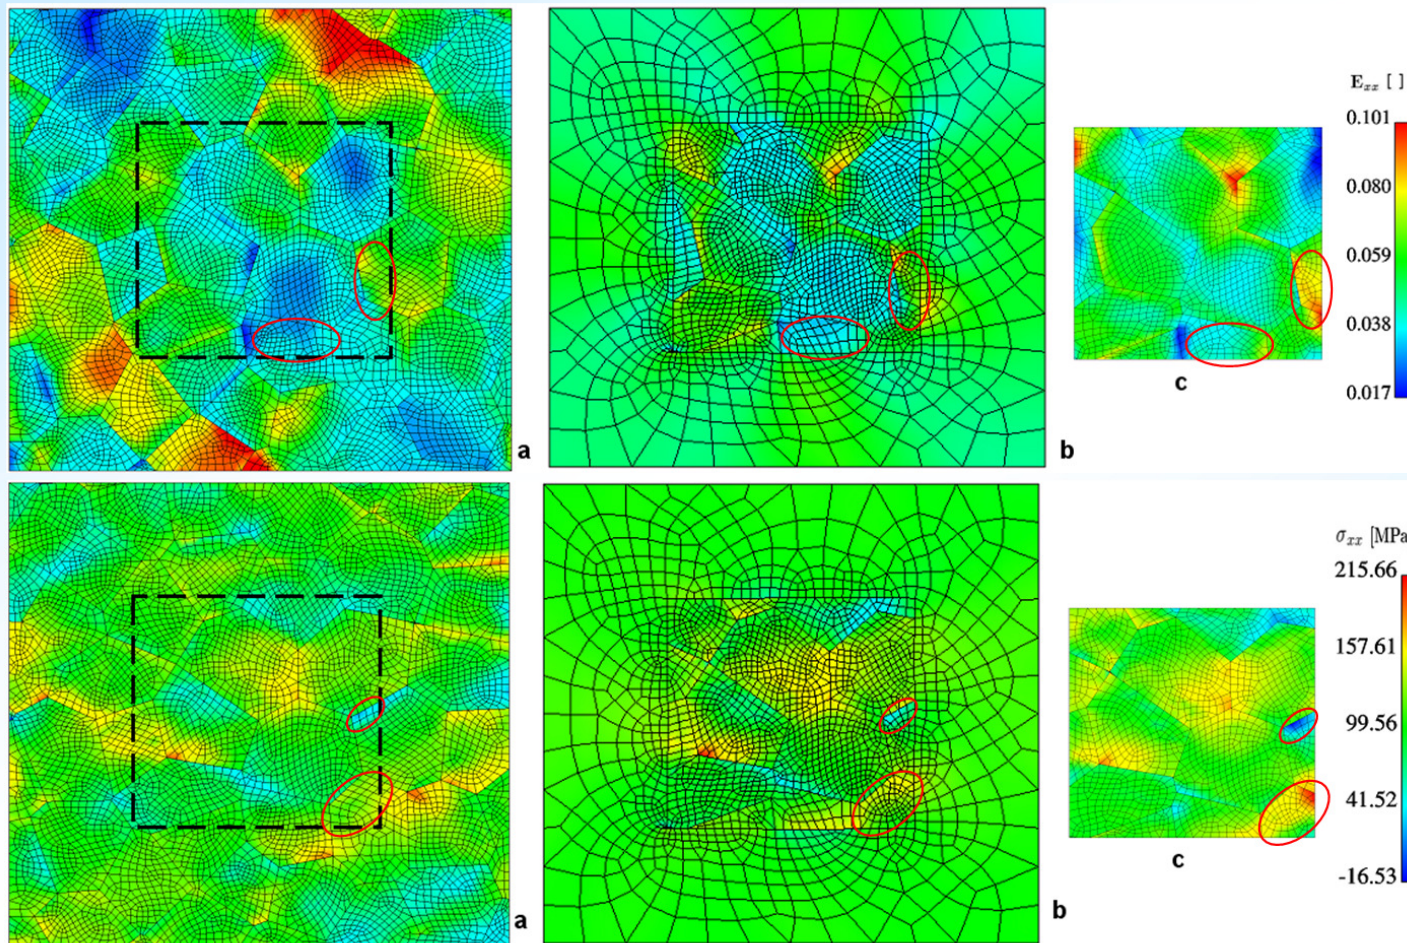 E_xx [ ]
0.101
0.080
0.059
0.038
0.017
a
b
c
σ_xx [MPa
215.66
157.61
99.56
41.52
-16.53
a
b
c